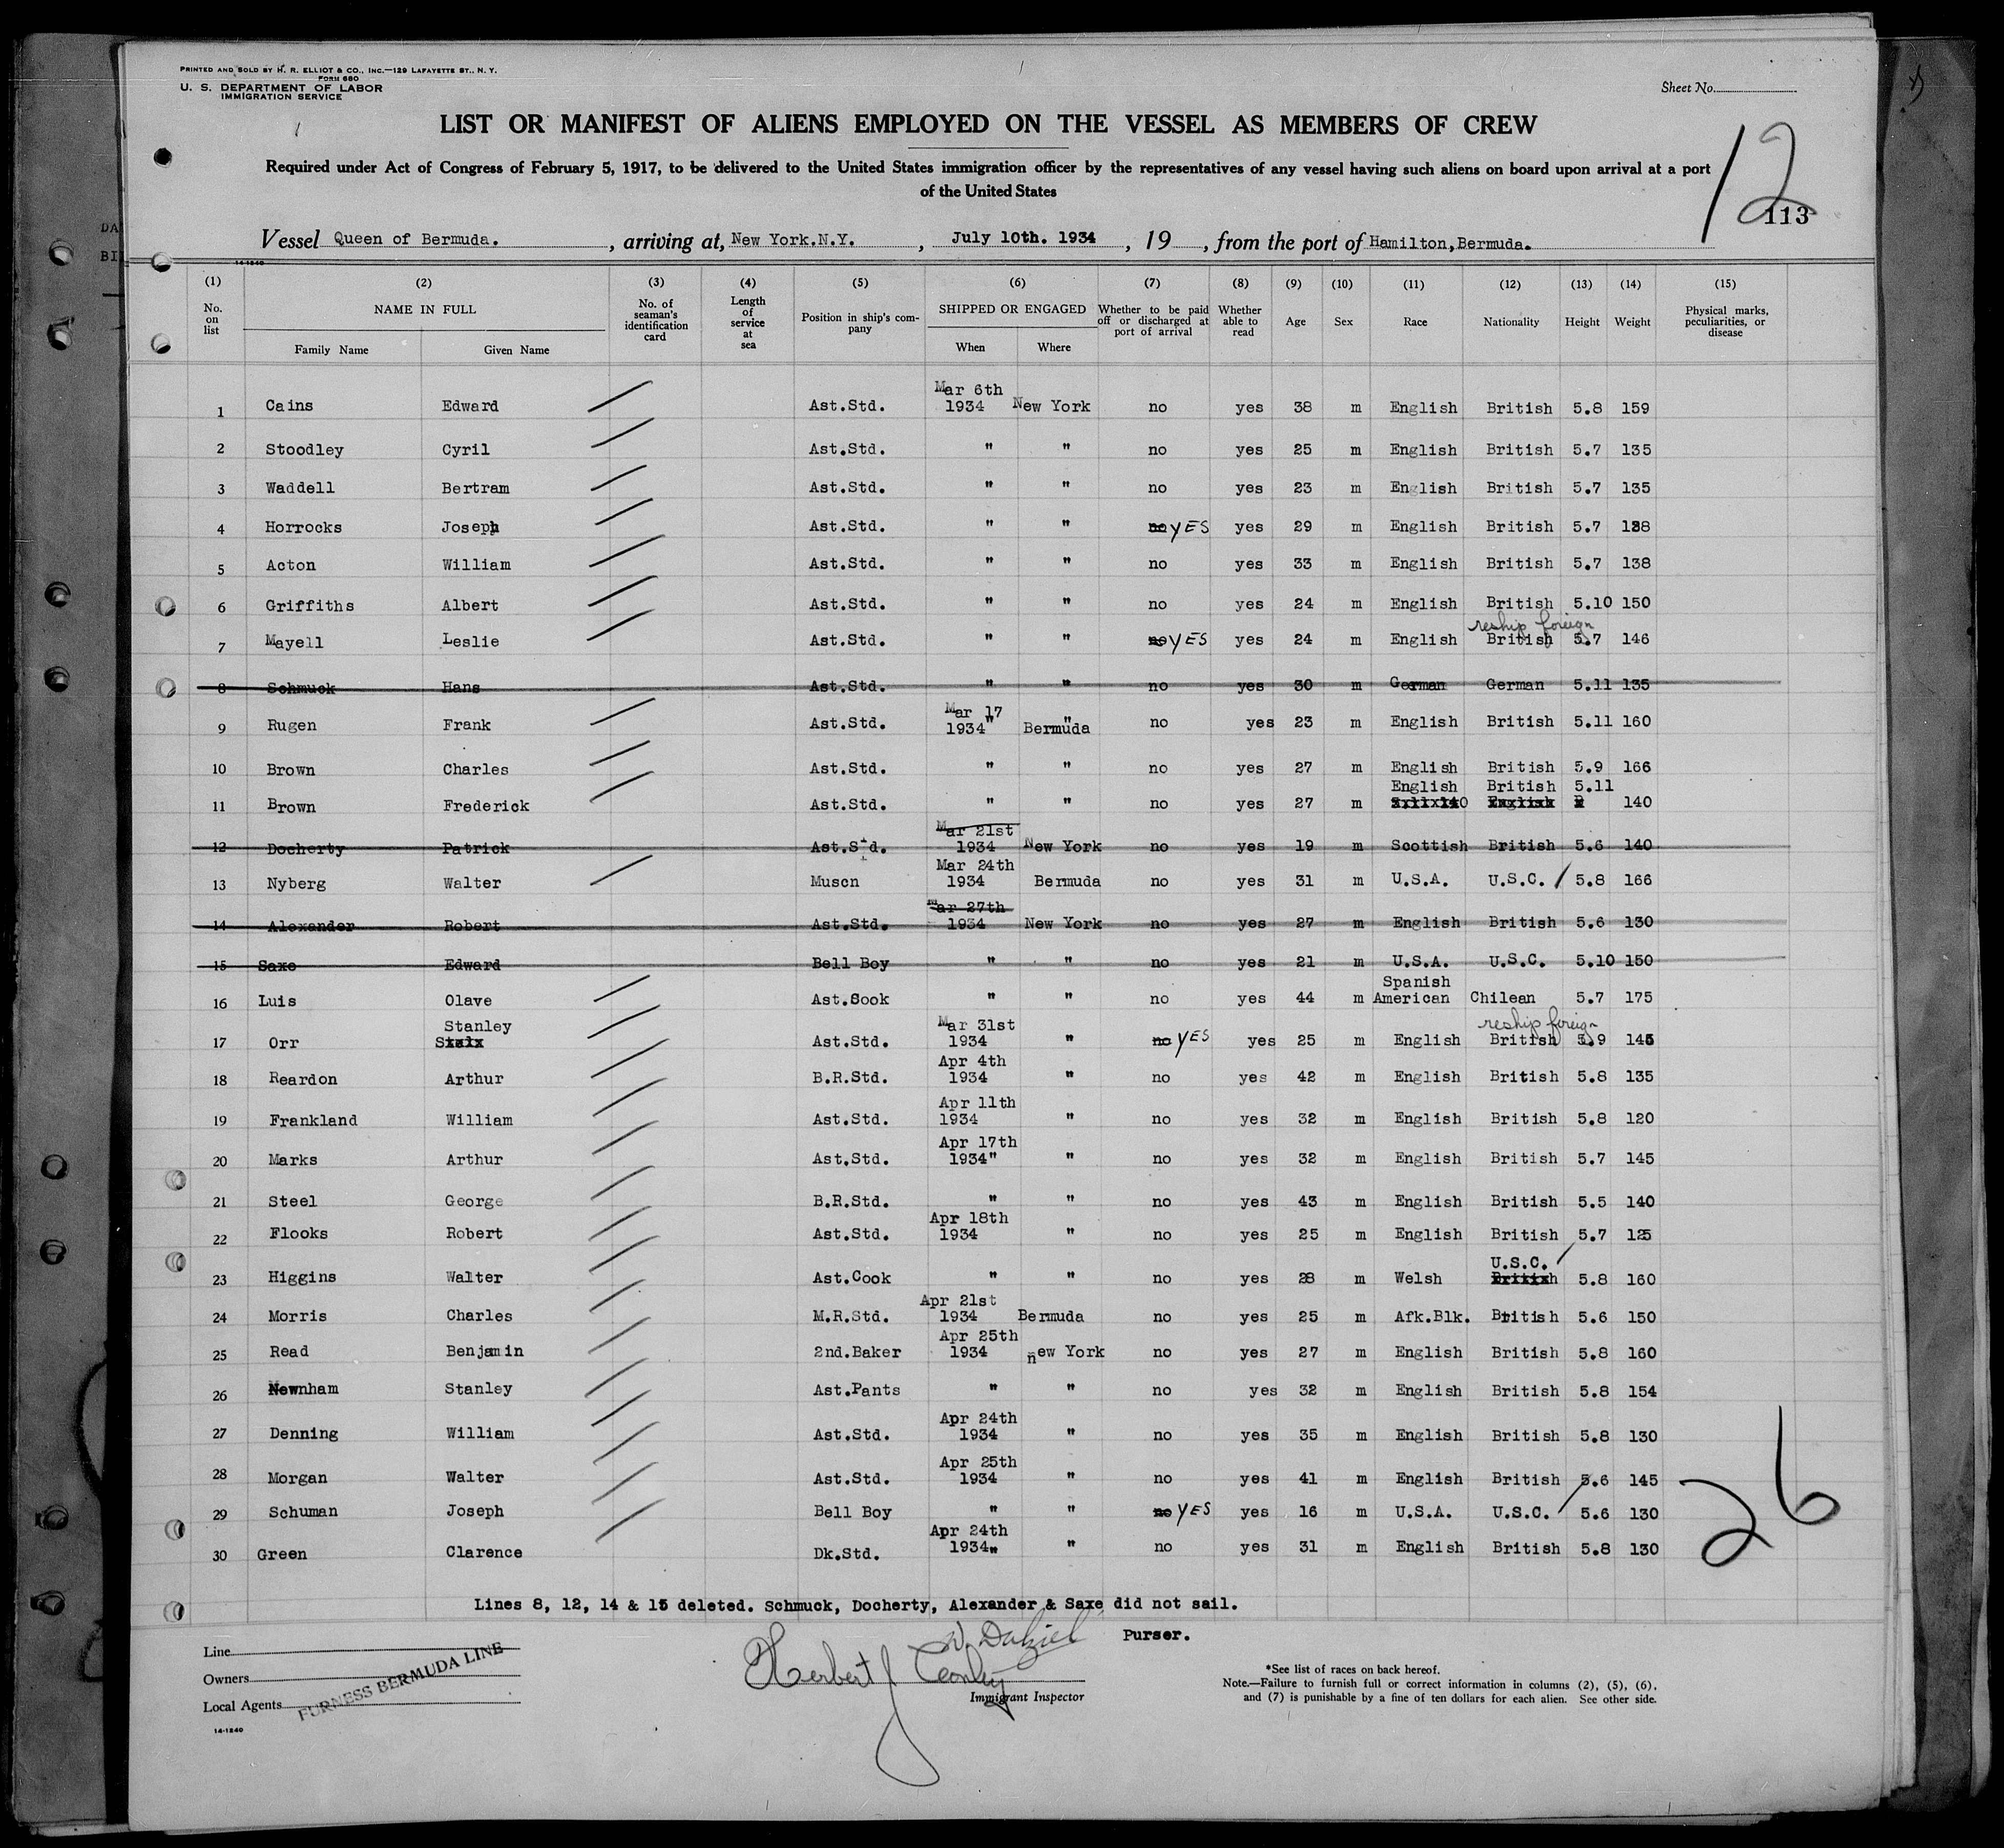 PRINTED AND SOLD BY H. R. ELLIOT & CO., INC.—129 LAFAYETTE ST., N. Y.
FORM 680
U. S. DEPARTMENT OF LABOR
IMMIGRATION SERVICE
Sheet No.
LIST OR MANIFEST OF ALIENS EMPLOYED ON THE VESSEL AS MEMBERS OF CREW
12
Required under Act of Congress of February 5, 1917, to be delivered to the United States immigration officer by the representatives of any vessel having such aliens on board upon arrival at a port
of the United States
113
Vessel Queen of Bermuda. , arriving at, New York.N.Y. , July 10th. 1934 , 19 , from the port of Hamilton,Bermuda.
14-1240
(1) (2) (3) (4) (5) (6) (7) (8) (9) (10) (11) (12) (13) (14) (15)
No. on list NAME IN FULL Family Name Given Name No. of seaman's identification card Length of service at sea Position in ship's company SHIPPED OR ENGAGED When Where Whether to be paid off or discharged at port of arrival Whether able to read Age Sex Race Nationality Height Weight Physical marks, peculiarities, or disease
1 Cains Edward Ast.Std. Mar 6th 1934 New York no yes 38 m English British 5.8 159
2 Stoodley Cyril Ast.Std. " " no yes 25 m English British 5.7 135
3 Waddell Bertram Ast.Std. " " no yes 23 m English British 5.7 135
4 Horrocks Joseph Ast.Std. " " no YES yes 29 m English British 5.7 138
5 Acton William Ast.Std. " " no yes 33 m English British 5.7 138
6 Griffiths Albert Ast.Std. " " no yes 24 m English British 5.10 150
reship foreign
7 Mayell Leslie Ast.Std. " " no YES yes 24 m English British 5.7 146
8 Schmuck Hans Ast.Std. " " no yes 30 m German German 5.11 135
9 Rugen Frank Ast.Std. Mar 17 1934" " Bermuda no yes 23 m English British 5.11 160
10 Brown Charles Ast.Std. " " no yes 27 m English British 5.9 166
English British 5.11
11 Brown Frederick Ast.Std. " " no yes 27 m 140
12 Docherty Patrick Ast.Std. Mar 21st 1934 New York no yes 19 m Scottish British 5.6 140
13 Nyberg Walter Muscn Mar 24th 1934 Bermuda no yes 31 m U.S.A. U.S.C. 5.8 166
14 Alexander Robert Ast.Std. Mar 27th 1934 New York no yes 27 m English British 5.6 130
15 Saxe Edward Bell Boy " " no yes 21 m U.S.A. U.S.C. 5.10 150
16 Luis Olave Ast.Cook " " no yes 44 m Spanish American Chilean 5.7 175
Stanley reship foreign
17 Orr Ast.Std. Mar 31st 1934 " no YES yes 25 m English British 5.9 145
18 Reardon Arthur B.R.Std. Apr 4th 1934 " no yes 42 m English British 5.8 135
19 Frankland William Ast.Std. Apr 11th 1934 " no yes 32 m English British 5.8 120
20 Marks Arthur Ast.Std. Apr 17th 1934" " no yes 32 m English British 5.7 145
21 Steel George B.R.Std. " " no yes 43 m English British 5.5 140
22 Flooks Robert Ast.Std. Apr 18th 1934 " no yes 25 m English British 5.7 125
U.S.C.
23 Higgins Walter Ast.Cook " " no yes 28 m Welsh British 5.8 160
24 Morris Charles M.R.Std. Apr 21st 1934 Bermuda no yes 25 m Afk.Blk. British 5.6 150
25 Read Benjamin 2nd.Baker Apr 25th 1934 new York no yes 27 m English British 5.8 160
26 Newnham Stanley Ast.Pants " " no yes 32 m English British 5.8 154
27 Denning William Ast.Std. Apr 24th 1934 " no yes 35 m English British 5.8 130
28 Morgan Walter Ast.Std. Apr 25th 1934 " no yes 41 m English British 5.6 145
29 Schuman Joseph Bell Boy " " no YES yes 16 m U.S.A. U.S.C. 5.6 130
30 Green Clarence Dk.Std. Apr 24th 1934" " no yes 31 m English British 5.8 130
26
Lines 8, 12, 14 & 15 deleted. Schmuck, Docherty, Alexander & Saxe did not sail.
W. Dalziel Purser.
Line
Owners
Local Agents
FURNESS BERMUDA LINE
Herbert J
Immigrant Inspector
*See list of races on back hereof.
Note.—Failure to furnish full or correct information in columns (2), (5), (6),
and (7) is punishable by a fine of ten dollars for each alien. See other side.
14-1240